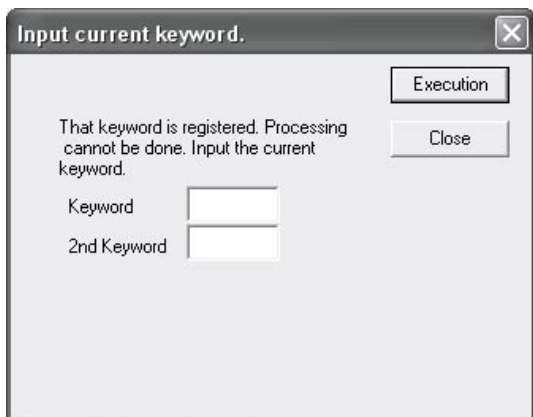 Input current keyword.
Execution
That keyword is registered. Processing
cannot be done. Input the current
keyword.
Close
Keyword
2nd Keyword